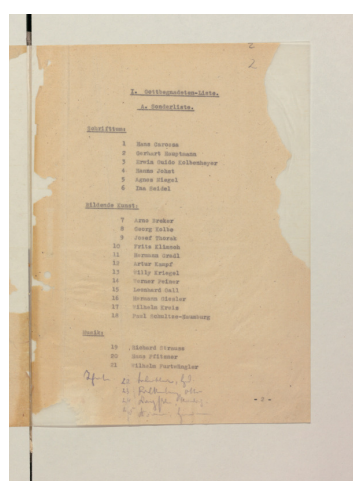 2
2
I. Gottbegnadeten-Liste.
A. Sonderliste.
Schrifttum:
1 Hans Carossa
2 Gerhart Hauptmann
3 Erwin Guido Kolbenheyer
4 Hanns Johst
5 Agnes Miegel
6 Ina Seidel
Bildende Kunst:
7 Arno Breker
8 Georg Kolbe
9 Josef Thorak
10 Fritz Klimsch
11 Hermann Gradl
12 Artur Kampf
13 Willy Kriegel
14 Werner Peiner
15 Leonhard Gall
16 Hermann Giesler
17 Wilhelm Kreis
18 Paul Schultze-Naumburg
Musik:
19 Richard Strauss
20 Hans Pfitzner
21 Wilhelm Furtwängler
- 2 -